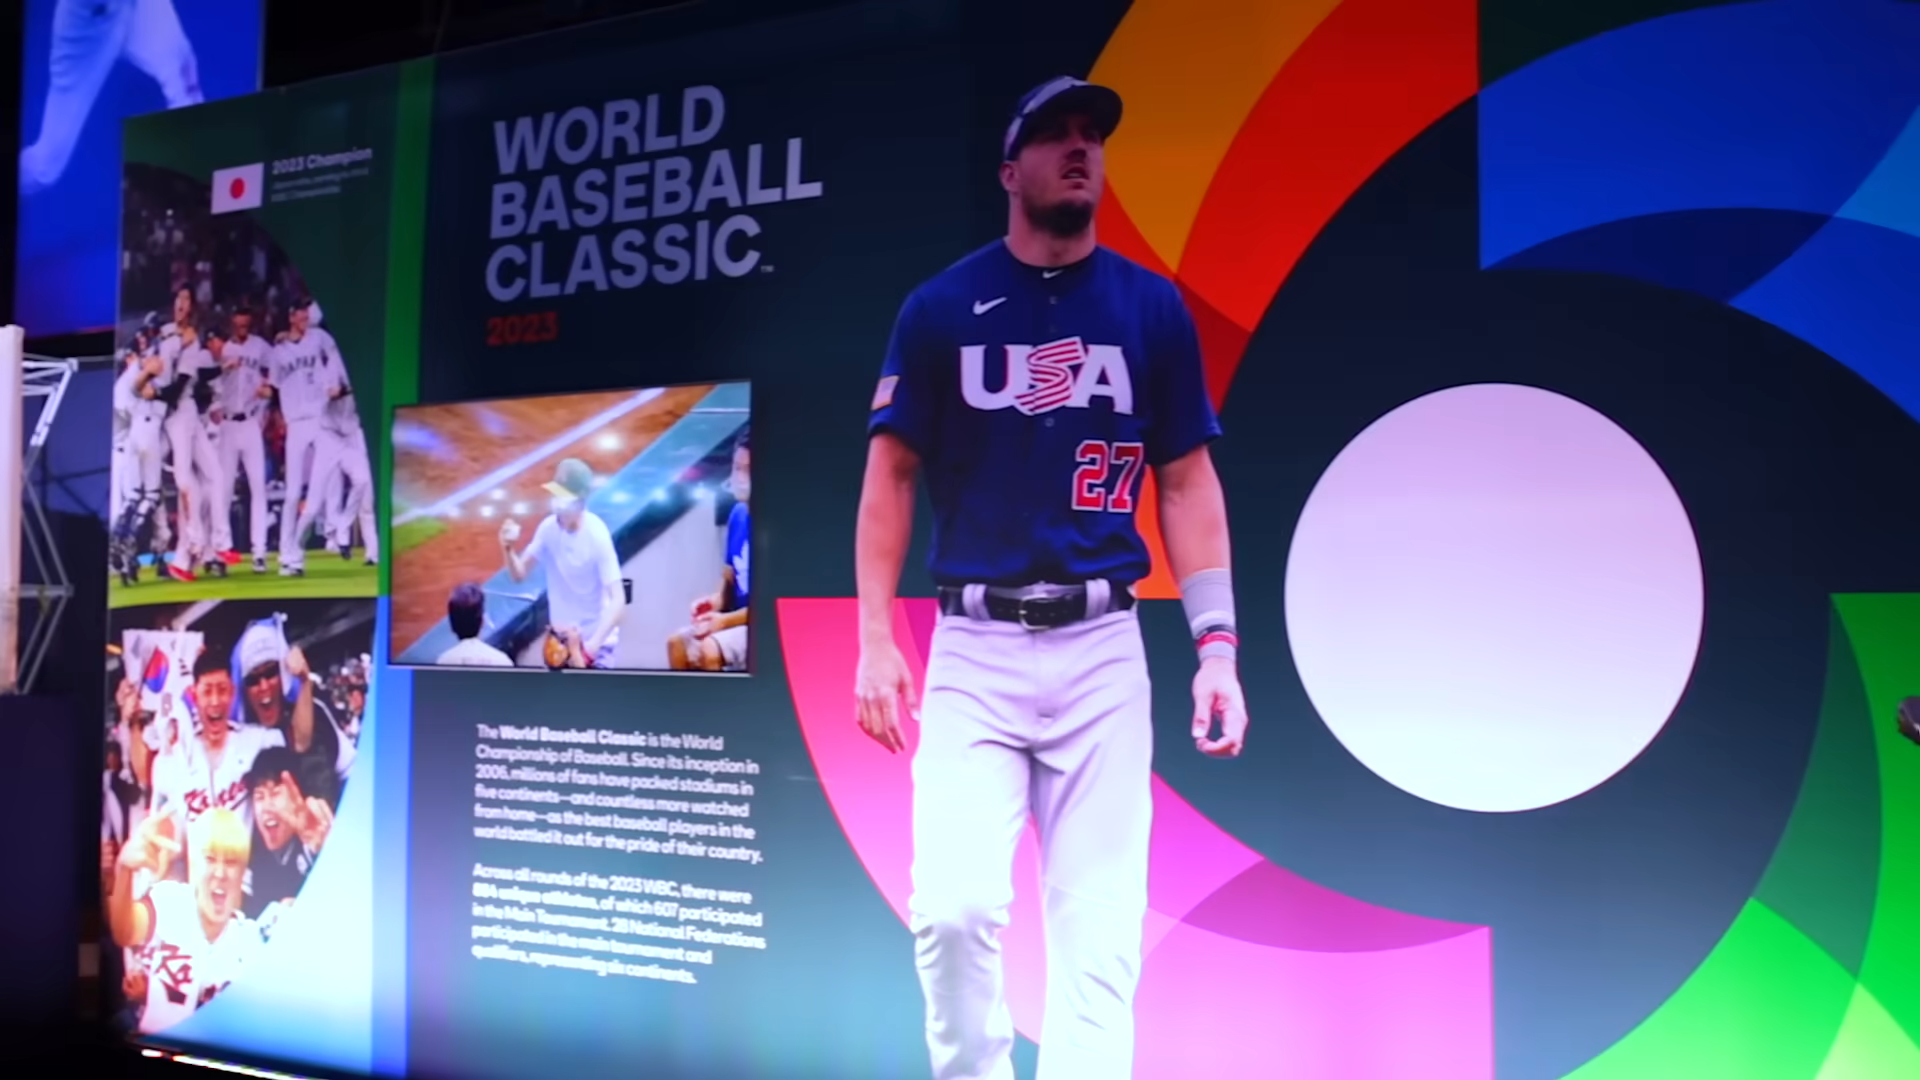 2023 Champion
WORLD
BASEBALL
CLASSIC™
2023
JAPAN
JAPAN
USA
27
Korea
The World Baseball Classic is the World
Championship of Baseball. Since its inception in
2006, millions of fans have packed stadiums in
five continents—and countless more watched
from home—as the best baseball players in the
world battled it out for the pride of their country.
Across all rounds of the 2023 WBC, there were
unique athletes, of which 607 participated
in the Main Tournament. 28 National Federations
participated in the main tournament and
qualifiers, representing six continents.